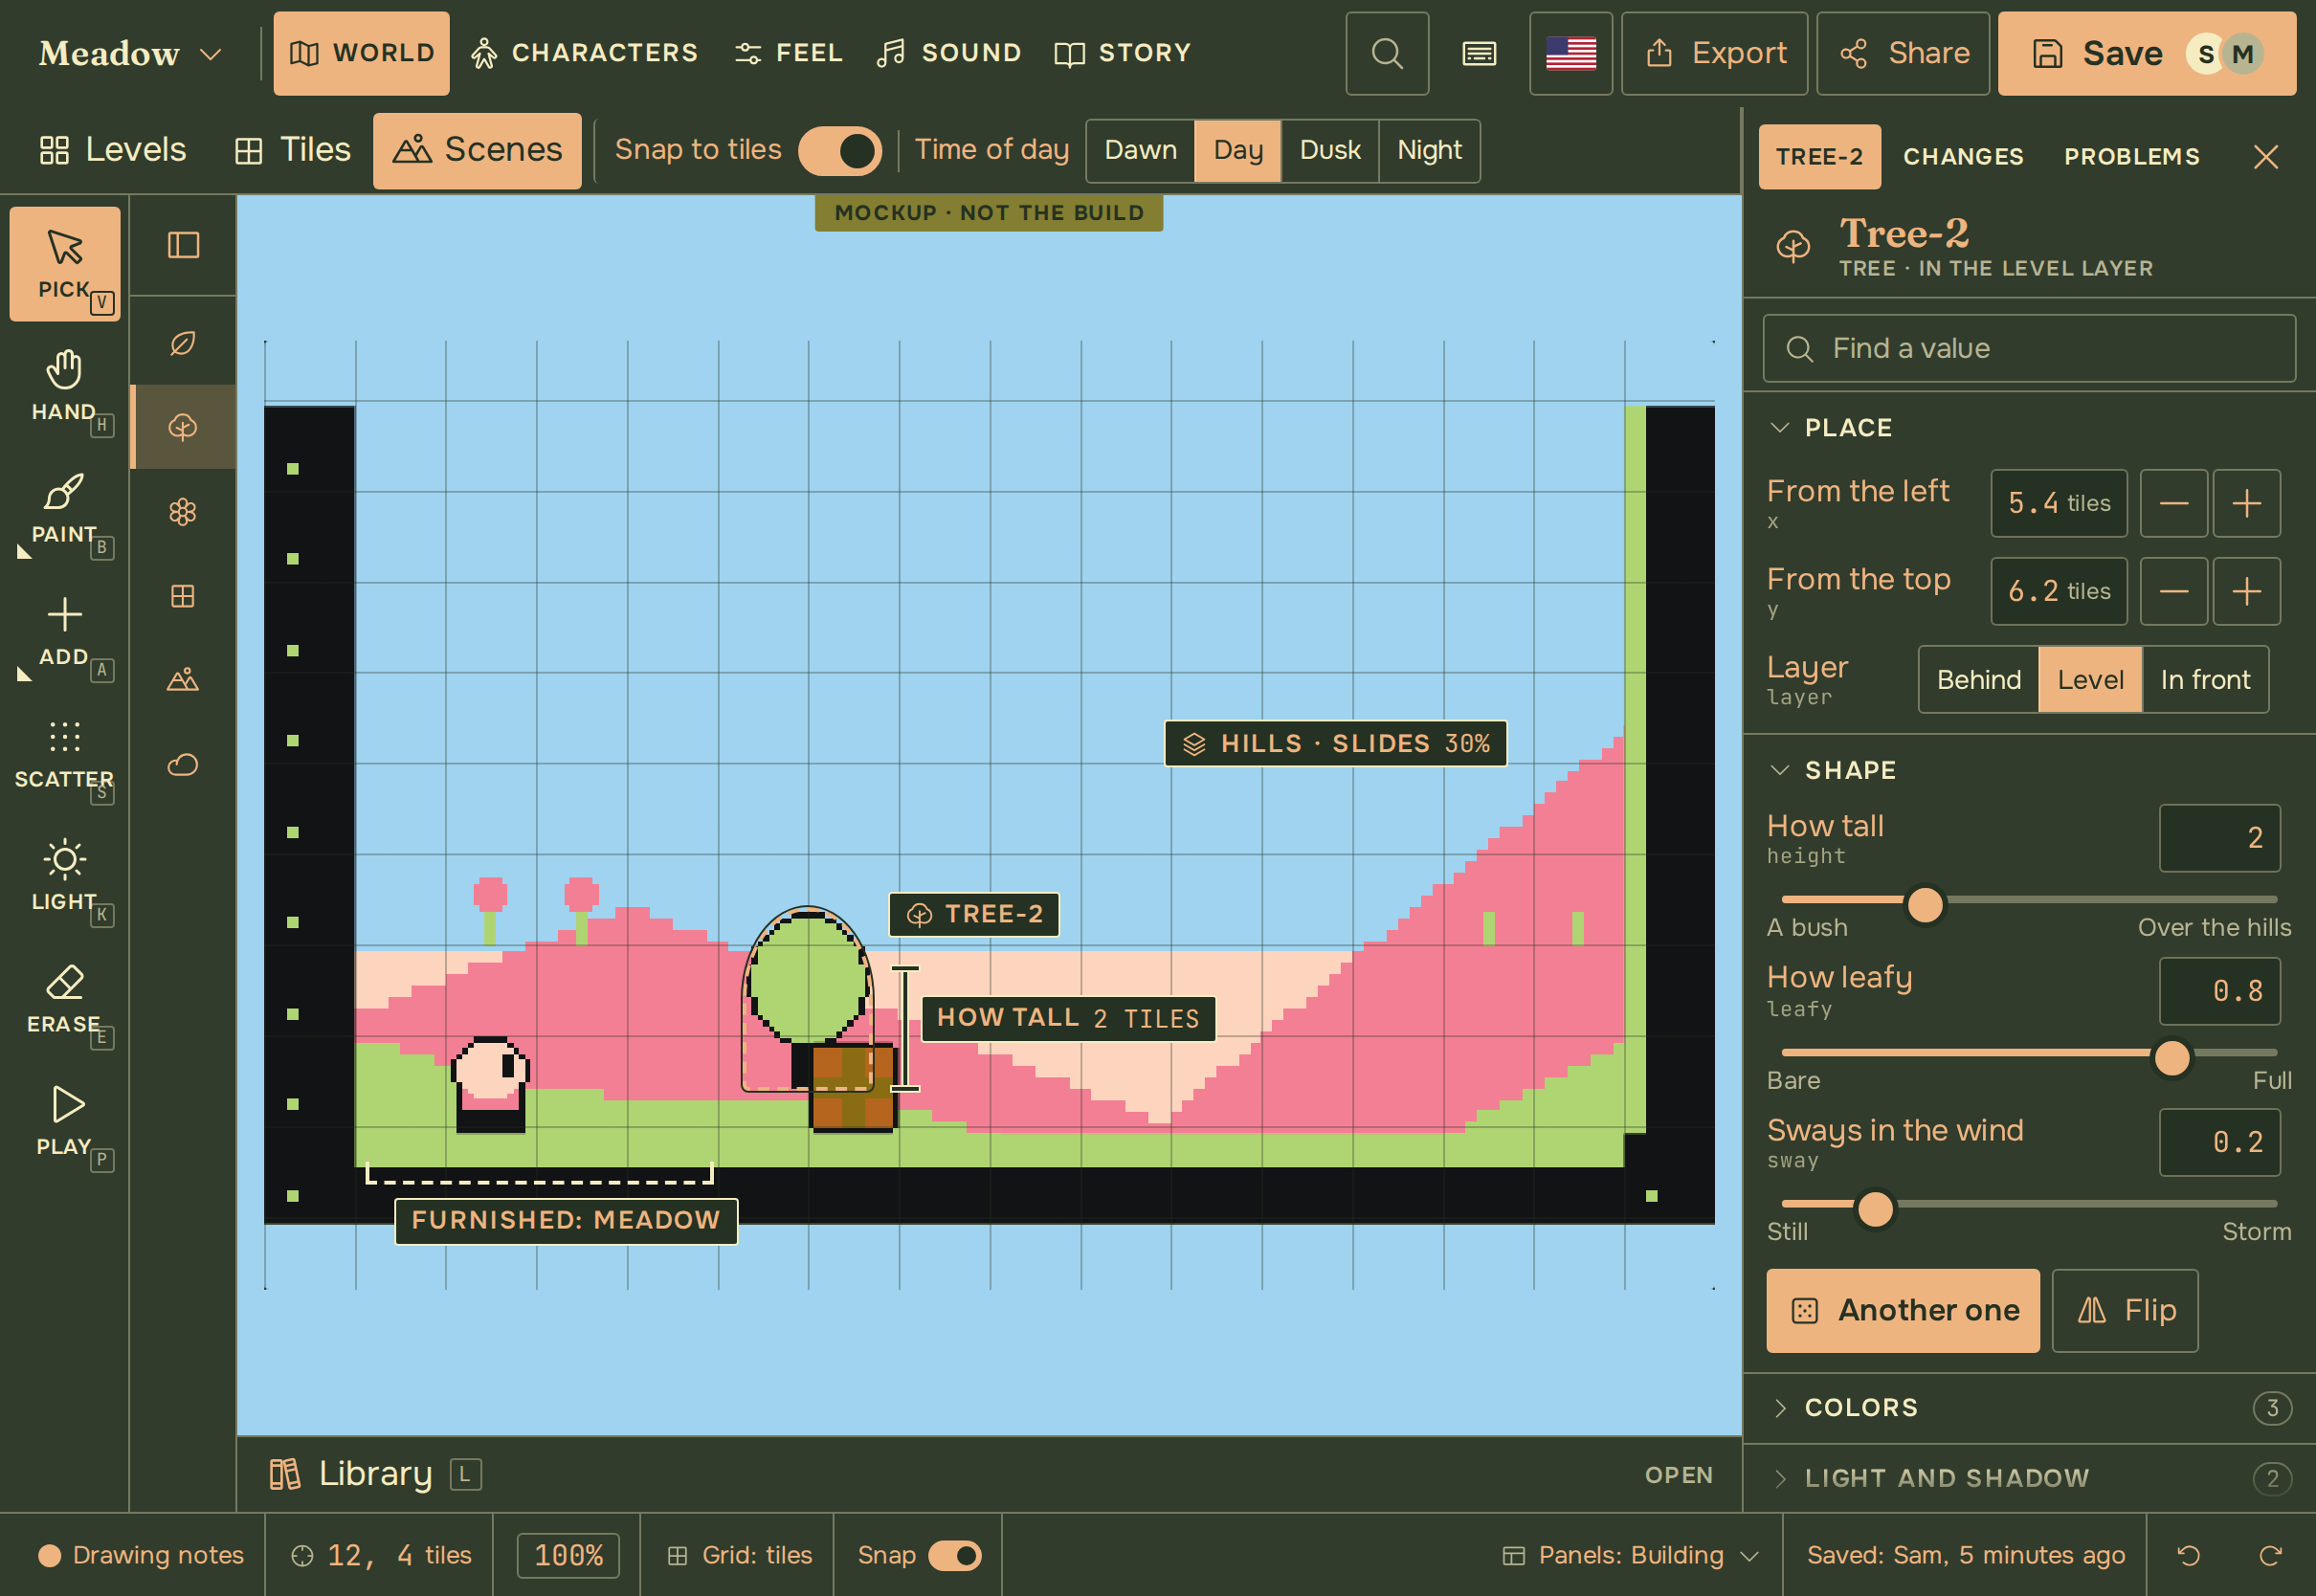 Meadow
WORLD
CHARACTERS
FEEL
SOUND
STORY
Export
Share
Save
S
M
Levels
Tiles
Scenes
Snap to tiles
Time of day
Dawn
Day
Dusk
Night
TREE-2
CHANGES
PROBLEMS
MOCKUP · NOT THE BUILD
Tree-2
TREE · IN THE LEVEL LAYER
Find a value
PICK
V
HAND
H
PAINT
B
ADD
A
SCATTER
S
LIGHT
K
ERASE
E
PLAY
P
HILLS · SLIDES 30%
TREE-2
HOW TALL 2 TILES
FURNISHED: MEADOW
PLACE
From the left
x
5.4 tiles
From the top
y
6.2 tiles
Layer
layer
Behind
Level
In front
SHAPE
How tall
height
2
A bush
Over the hills
How leafy
leafy
0.8
Bare
Full
Sways in the wind
sway
0.2
Still
Storm
Another one
Flip
COLORS
3
LIGHT AND SHADOW
2
Library
L
OPEN
Drawing notes
12, 4 tiles
100%
Grid: tiles
Snap
Panels: Building
Saved: Sam, 5 minutes ago